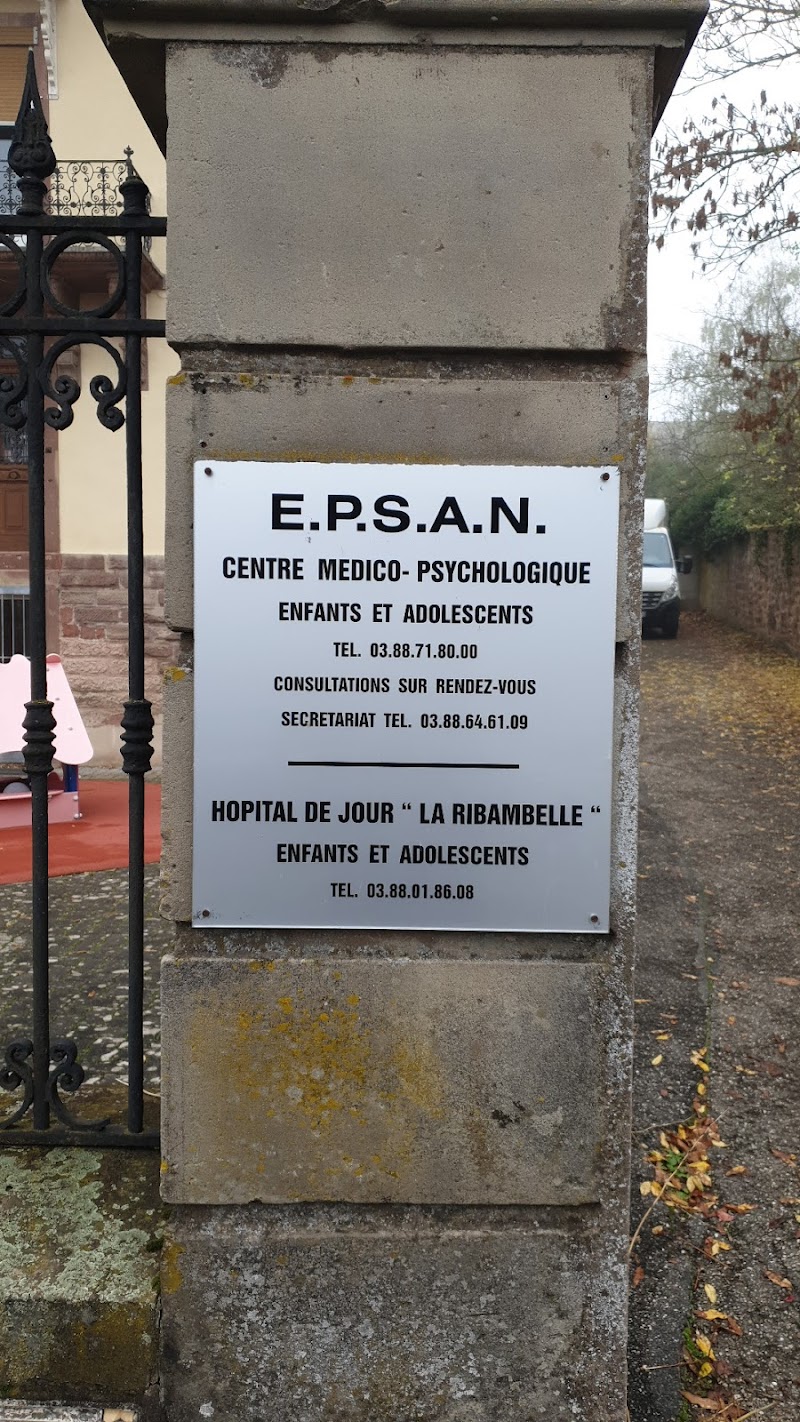 E.P.S.A.N.
CENTRE MEDICO- PSYCHOLOGIQUE
ENFANTS ET ADOLESCENTS
TEL. 03.88.71.80.00
CONSULTATIONS SUR RENDEZ-VOUS
SECRETARIAT TEL. 03.88.64.61.09
HOPITAL DE JOUR “ LA RIBAMBELLE “
ENFANTS ET ADOLESCENTS
TEL. 03.88.01.86.08